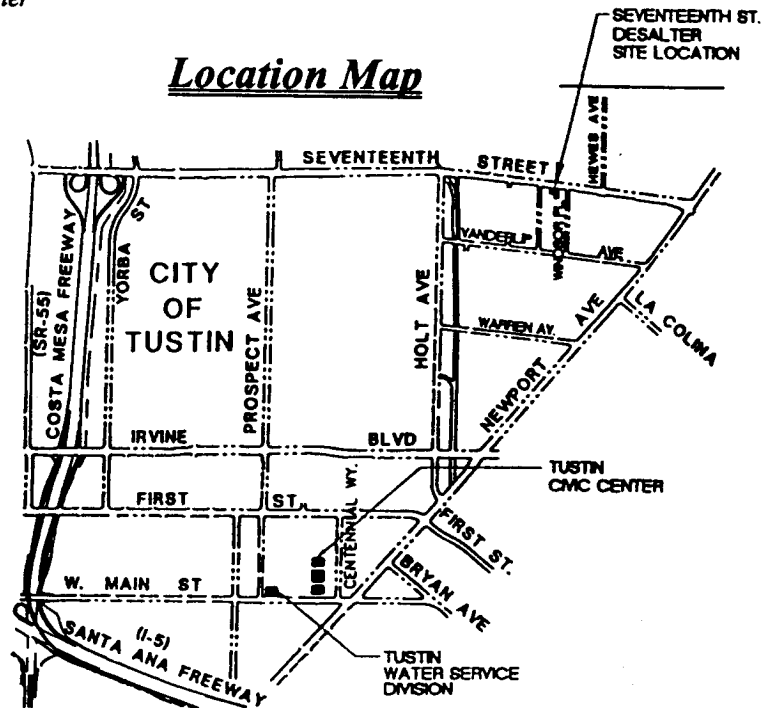 SEVENTEENTH ST.
DESALTER
SITE LOCATION
Location Map
HEWES AVE
SEVENTEENTH STREET
YORBA ST
COSTA MESA FREEWAY
(SR-55)
CITY
OF
TUSTIN
PROSPECT AVE
HOLT AVE
VANDERLIP AVE
WINDSOR PL
WARREN AV.
NEWPORT AVE
LA COLINA
IRVINE BLVD
TUSTIN
CIVIC CENTER
FIRST ST.
CENTENNIAL WY.
FIRST ST.
BRYAN AVE
W. MAIN ST
(I-5)
SANTA ANA FREEWAY
TUSTIN
WATER SERVICE
DIVISION